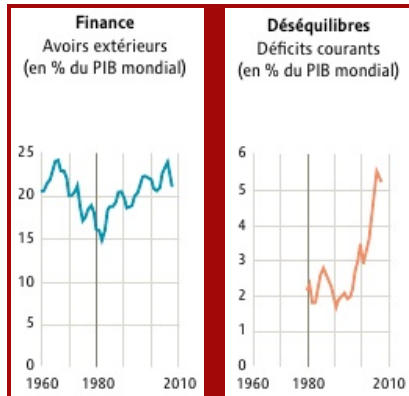 Finance
Avoirs extérieurs
(en % du PIB mondial)
25
20
15
10
5
0
1960 1980 2010
Déséquilibres
Déficits courants
(en % du PIB mondial)
6
5
4
3
2
1
0
1960 1980 2010